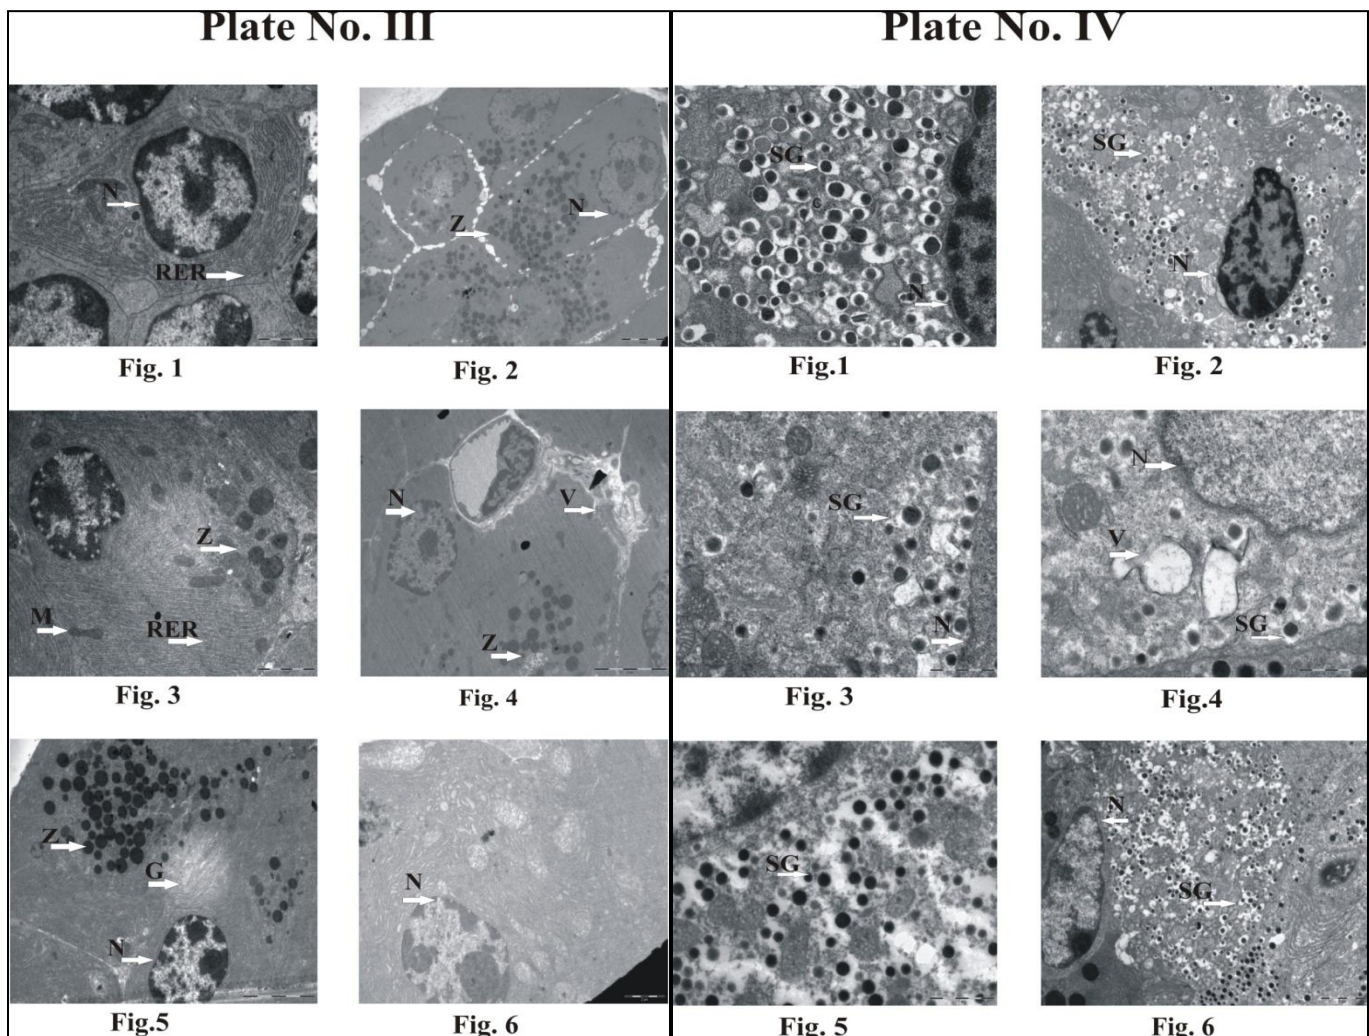 Plate No. III
N
RER
Fig. 1
Z
N
Fig. 2
Z
M
RER
Fig. 3
N
V
Z
Fig. 4
Z
G
N
Fig.5
N
Fig. 6
Plate No. IV
SG
N
Fig.1
SG
N
Fig. 2
SG
N
Fig. 3
N
V
SG
Fig.4
SG
Fig. 5
N
SG
Fig. 6